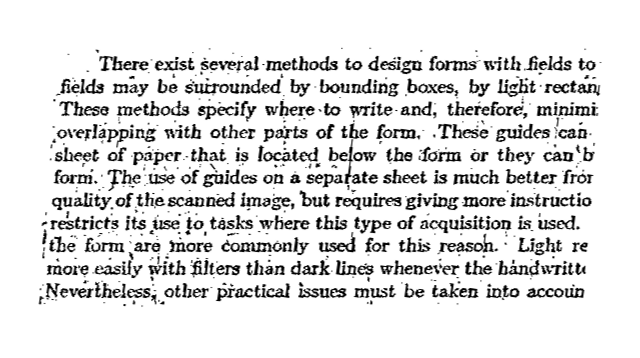 There exist several methods to design forms with fields to
fields may be surrounded by bounding boxes, by light rectan
These methods specify where to write and, therefore, minimi
overlapping with other parts of the form. These guides can
sheet of paper that is located below the form or they can b
form. The use of guides on a separate sheet is much better fror
quality of the scanned image, but requires giving more instructio
restricts its use to tasks where this type of acquisition is used.
the form are more commonly used for this reason. Light re
more easily with filters than dark lines whenever the handwritte
Nevertheless, other practical issues must be taken into accoun